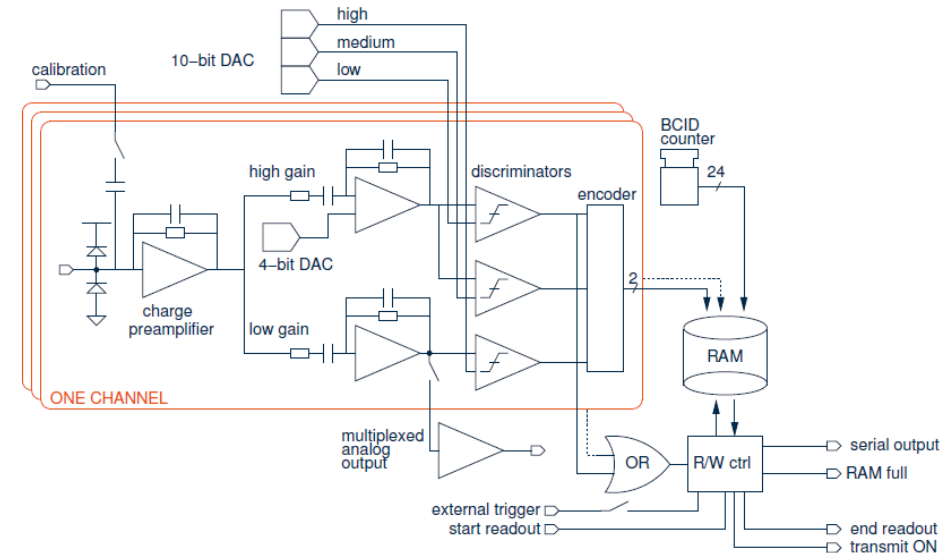 high
10−bit DAC
medium
low
calibration
BCID
counter
24
high gain
discriminators
encoder
4−bit DAC
2
charge
preamplifier
low gain
RAM
ONE CHANNEL
multiplexed
analog
output
OR
R/W ctrl
serial output
RAM full
external trigger
start readout
end readout
transmit ON